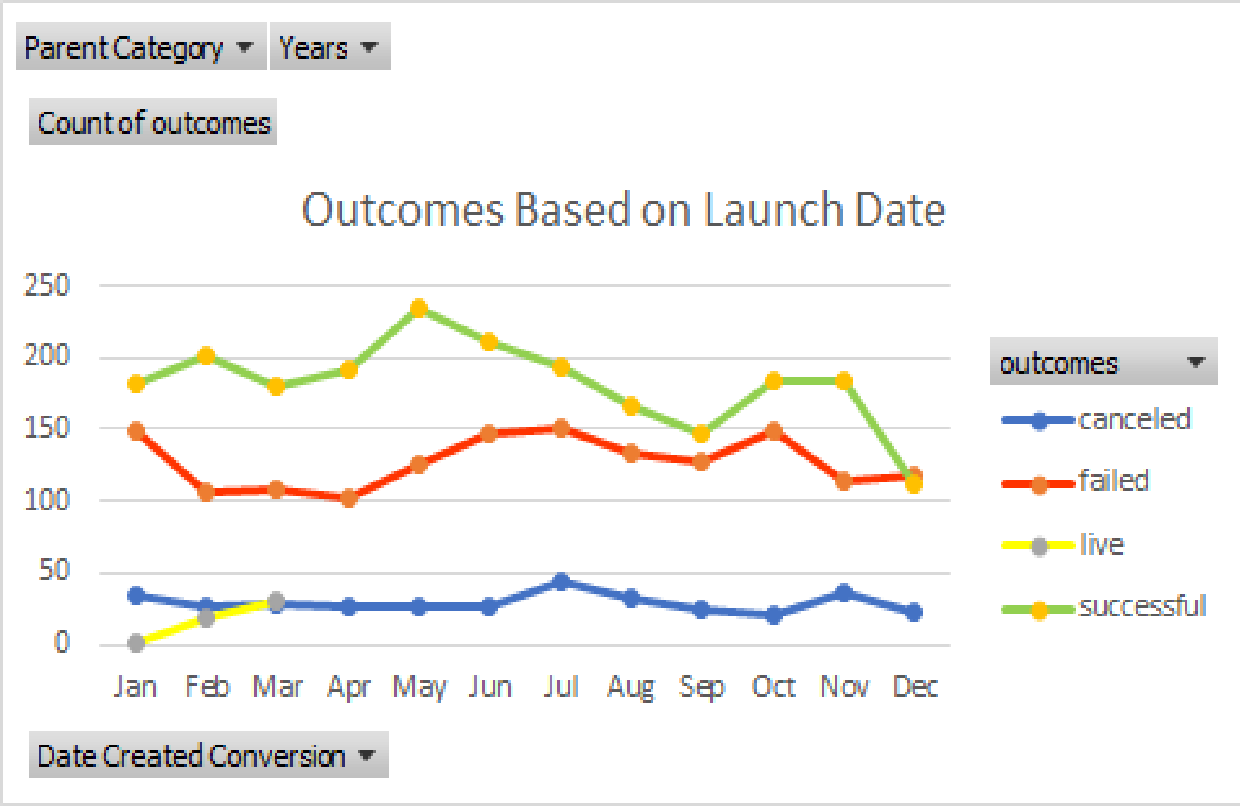 Parent Category Years
Count of outcomes
Outcomes Based on Launch Date
250
200
150
100
50
0
Jan Feb Mar Apr May Jun Jul Aug Sep Oct Nov Dec
outcomes
canceled
failed
live
successful
Date Created Conversion